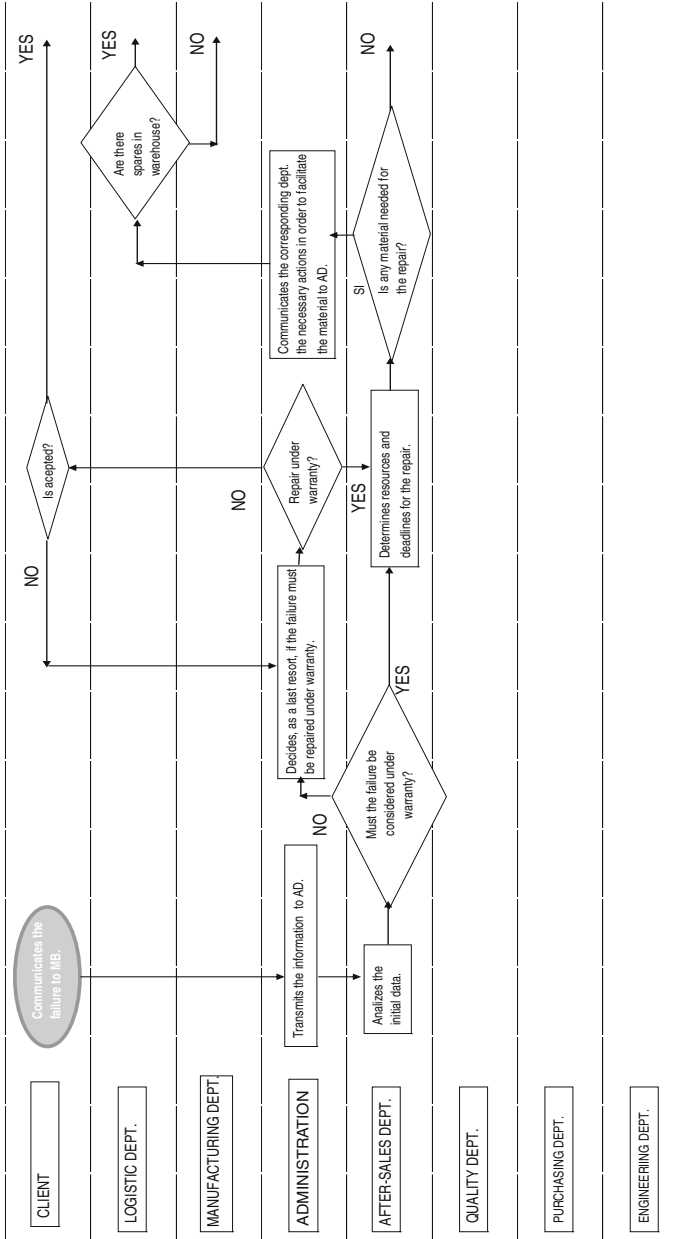 CLIENT
Communicates the
failure to MB.
NO
Is acepted?
YES
LOGISTIC DEPT.
Are there
spares in
warehouse?
YES
MANUFACTURING DEPT.
NO
NO
ADMINISTRATION
Transmits the information to AD.
Decides, as a last resort, if the failure must
be repaired under warranty.
Repair under
warranty?
Communicates the corresponding dept.
the necessary actions in order to facilitate
the material to AD.
AFTER-SALES DEPT.
Analizes the
initial data.
NO
Must the failure be
considered under
warranty?
YES
YES
Determines resources and
deadlines for the repair.
SI
Is any material needed for
the repair?
NO
QUALITY DEPT.
PURCHASING DEPT.
ENGINEERIING DEPT.